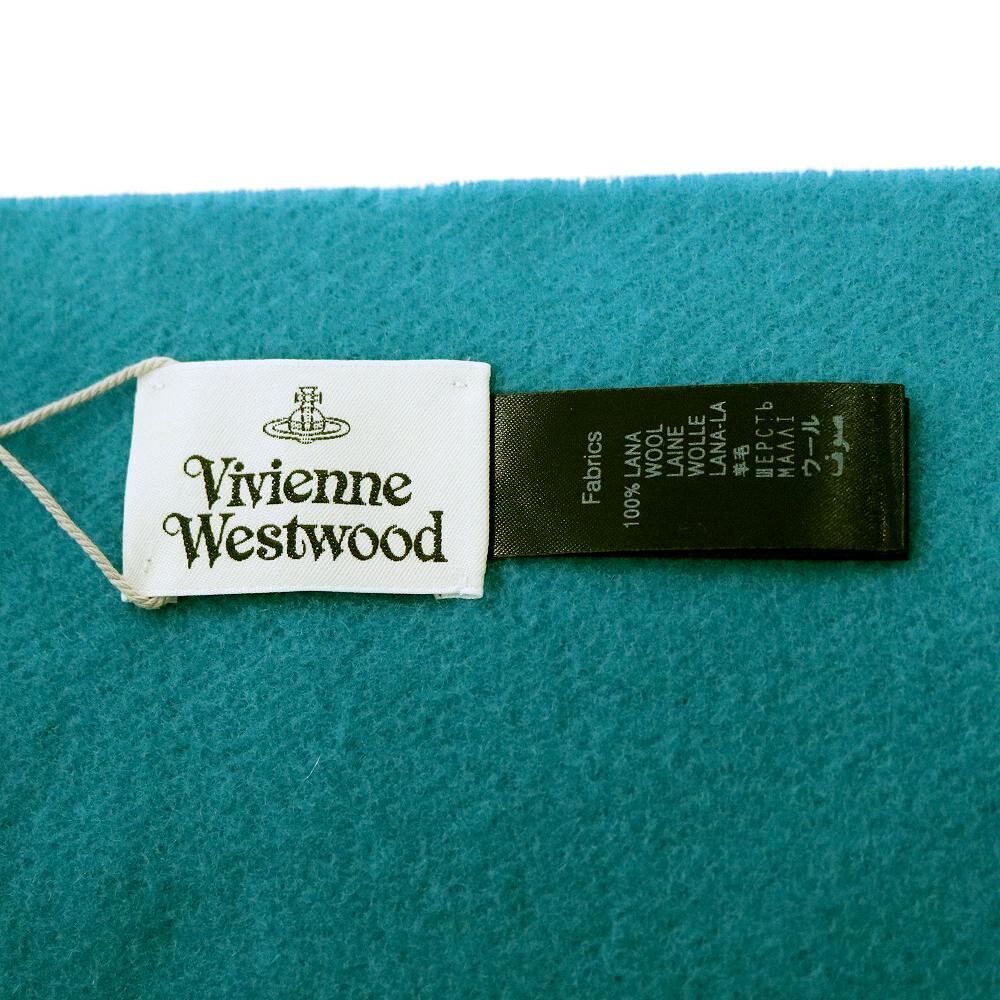 Vivienne
Westwood
Fabrics
100% LANA
WOOL
LAINE
WOLLE
LANA-LA
羊毛
ШЕРСТЬ
ΜΑΛΛΙ
ウール
صوف